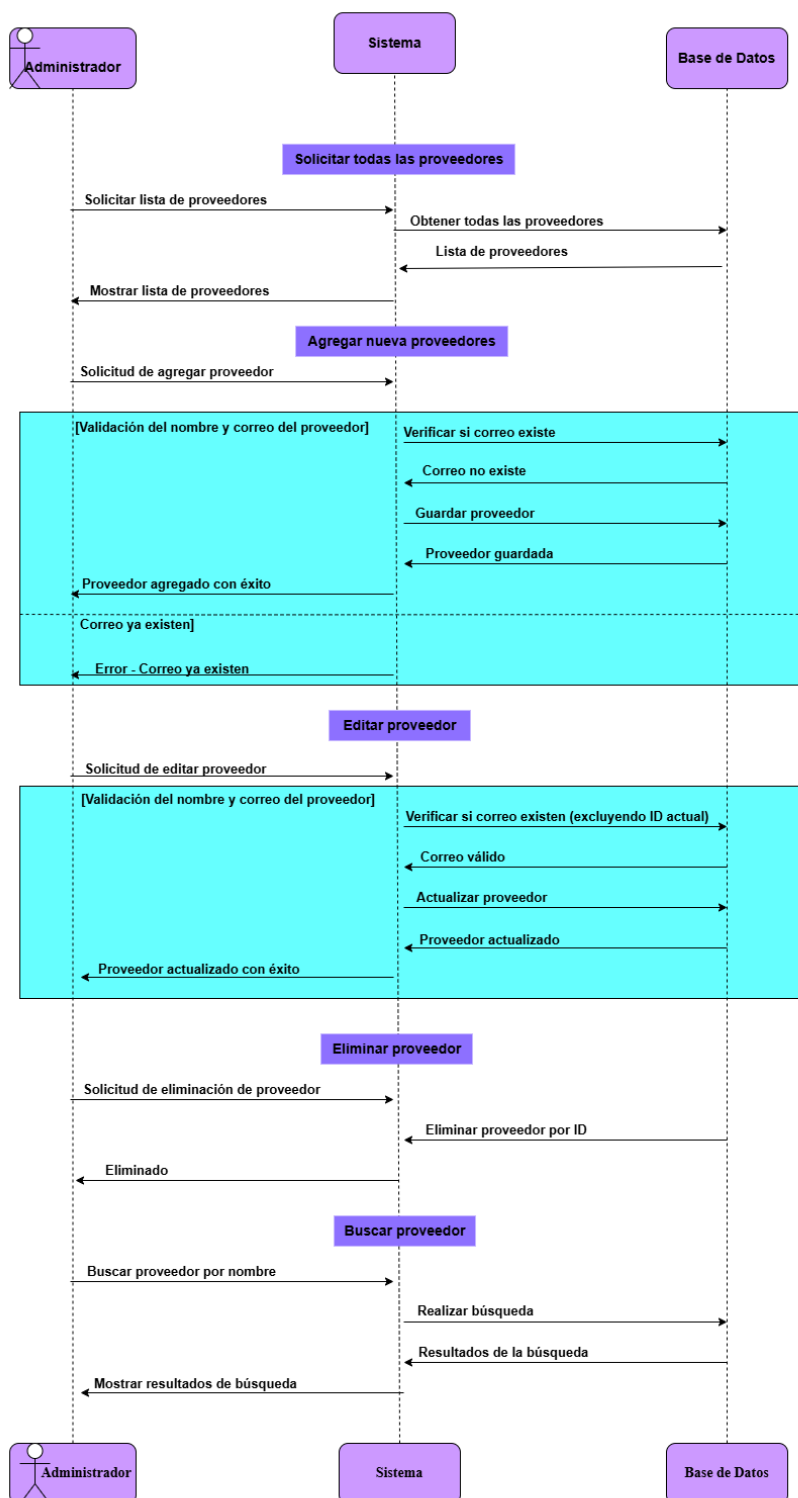 Administrador
Sistema
Base de Datos
Solicitar todas las proveedores
Solicitar lista de proveedores
Obtener todas las proveedores
Lista de proveedores
Mostrar lista de proveedores
Agregar nueva proveedores
Solicitud de agregar proveedor
[Validación del nombre y correo del proveedor]
Verificar si correo existe
Correo no existe
Guardar proveedor
Proveedor guardada
Proveedor agregado con éxito
Correo ya existen]
Error - Correo ya existen
Editar proveedor
Solicitud de editar proveedor
[Validación del nombre y correo del proveedor]
Verificar si correo existen (excluyendo ID actual)
Correo válido
Actualizar proveedor
Proveedor actualizado
Proveedor actualizado con éxito
Eliminar proveedor
Solicitud de eliminación de proveedor
Eliminar proveedor por ID
Eliminado
Buscar proveedor
Buscar proveedor por nombre
Realizar búsqueda
Resultados de la búsqueda
Mostrar resultados de búsqueda
Administrador
Sistema
Base de Datos